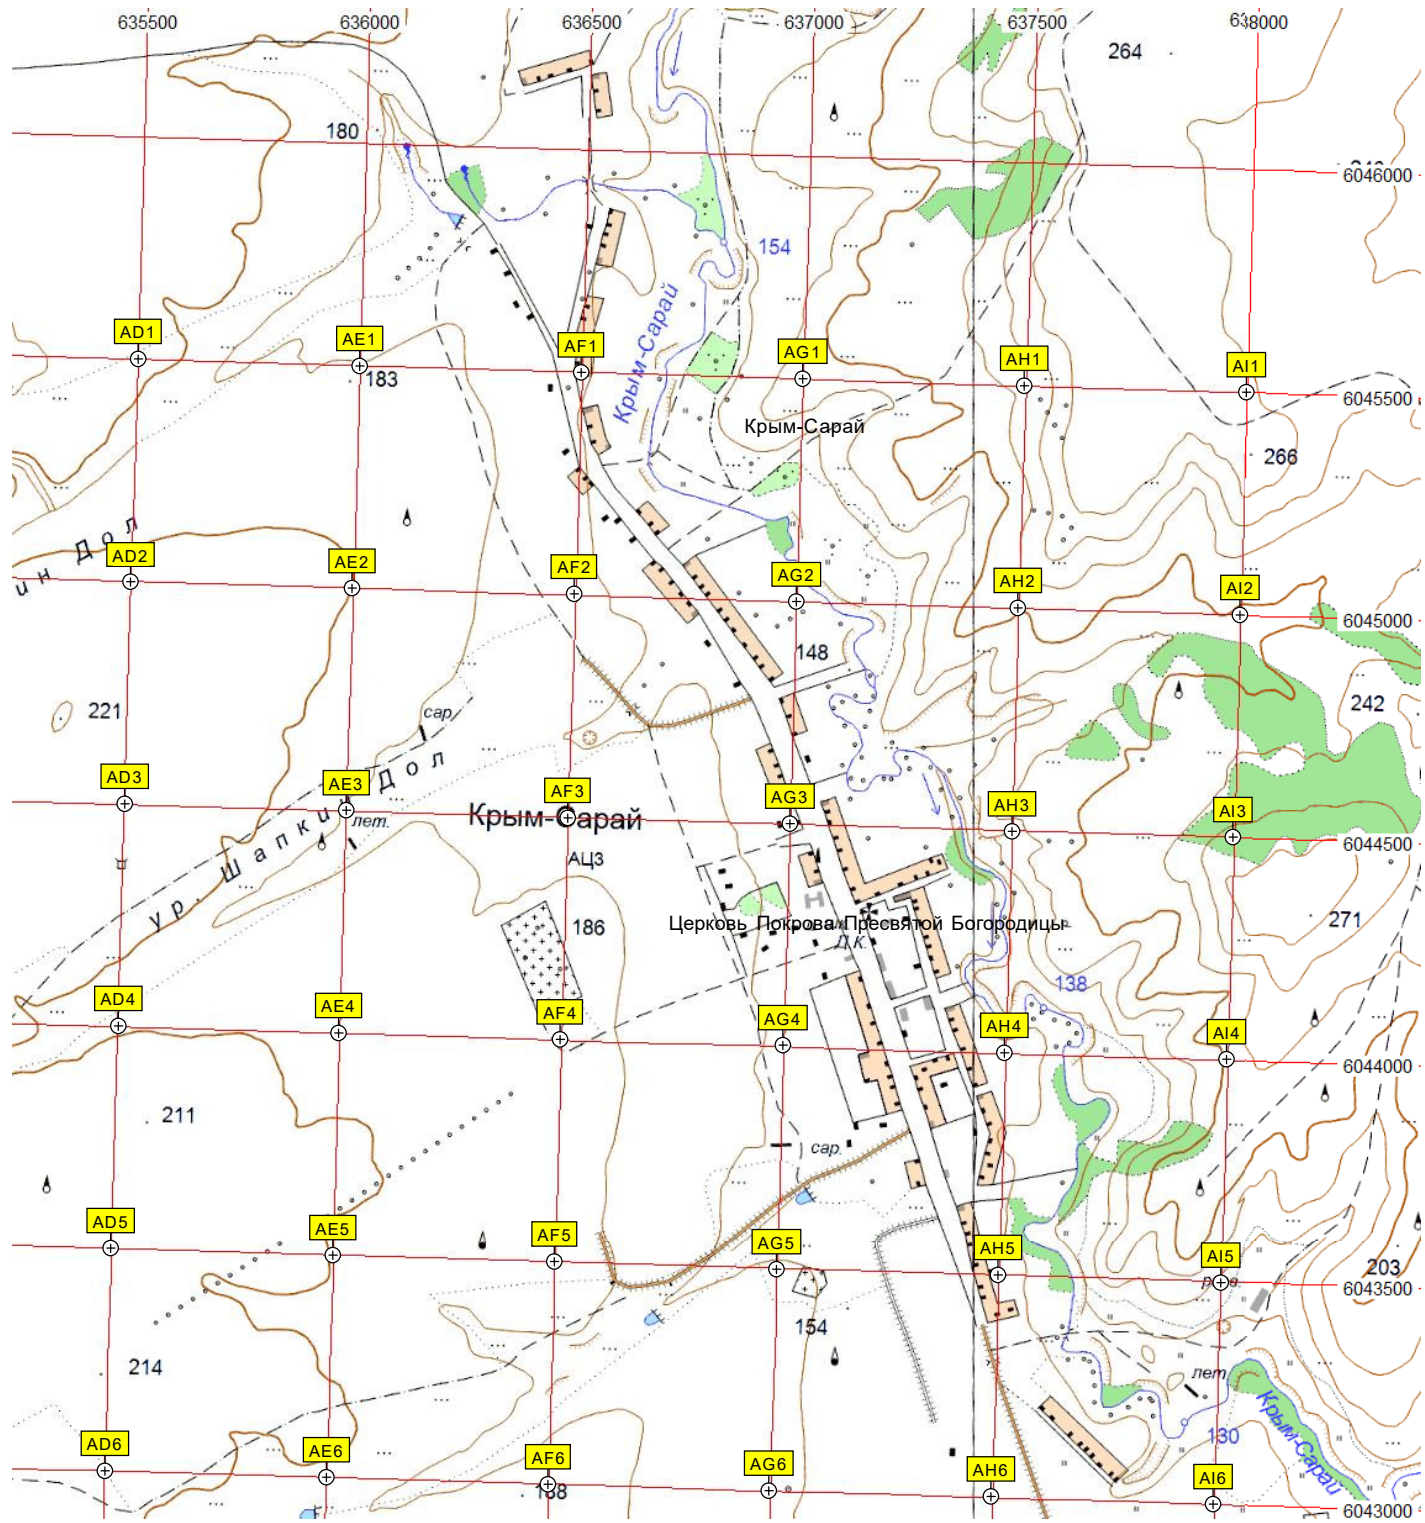 635500 636000 636500 637000 637500 638000
264
180
6046000
154
Крым-Сарай
AD1 AE1 AF1 AG1 AH1 AI1
183
6045500
Крым-Сарай
266
ин Дол
AD2 AE2 AF2 AG2 AH2 AI2
6045000
148
221
сар.
242
ур. Шапкин Дол
AD3 AE3 AF3 AG3 AH3 AI3
лет.
Крым-Сарай
6044500
АЦЗ
186
Церковь Покрова Пресвятой Богородицы
Д.К.
271
138
AD4 AE4 AF4 AG4 AH4 AI4
6044000
211
сар.
AD5 AE5 AF5 AG5 AH5 AI5
203
6043500
154
214
лет.
130
Крым-Сарай
AD6 AE6 AF6 AG6 AH6 AI6
6043000